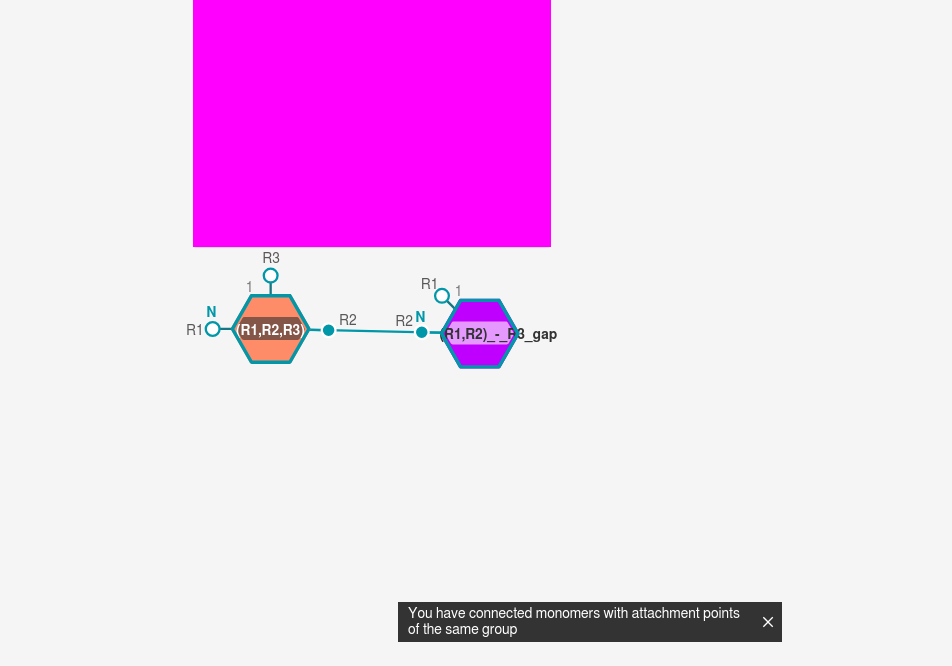 R3
1
N
R1
(R1,R2,R3)
R2
R1
1
R2
N
(R1,R2)_-_R3_gap
You have connected monomers with attachment points
of the same group